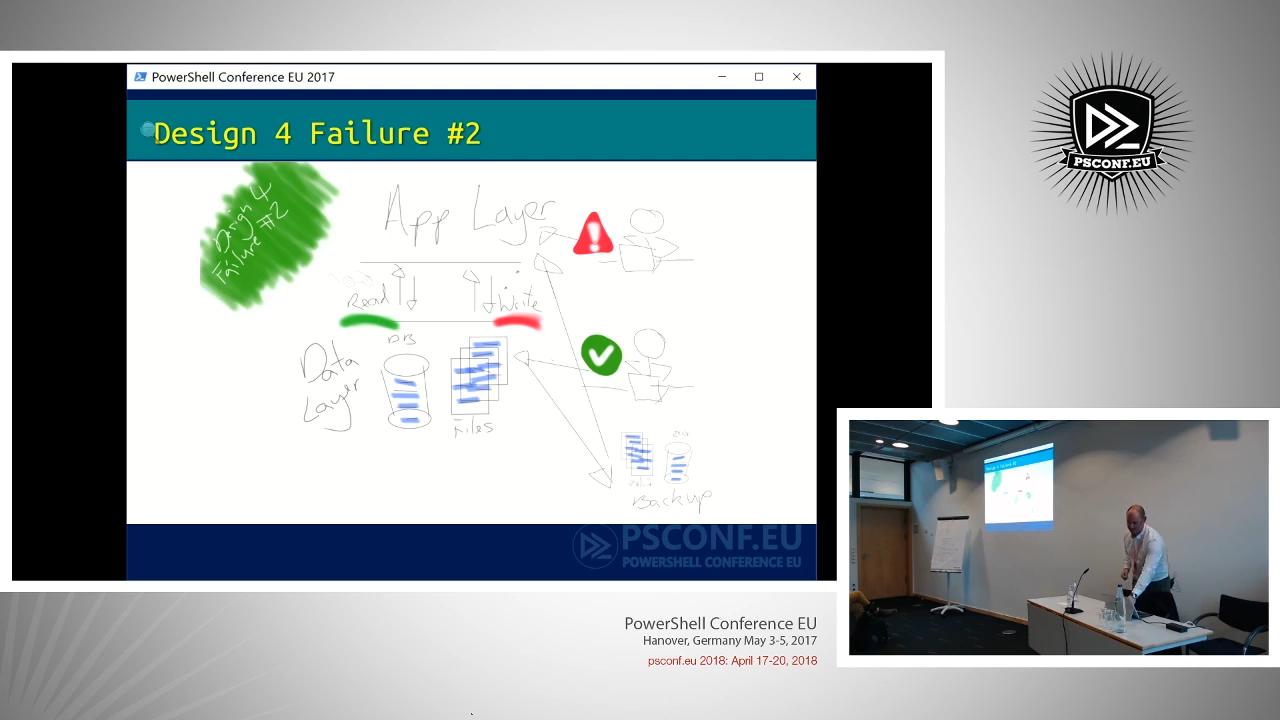 PowerShell Conference EU 2017
Design 4 Failure #2
Design 4
Failure #2
App Layer
Read
Write
DB
Data
Layer
Files
Backup
PSCONF.EU
POWERSHELL CONFERENCE EU
PSCONF.EU
PowerShell Conference EU
Hanover, Germany May 3-5, 2017
psconf.eu 2018: April 17-20, 2018